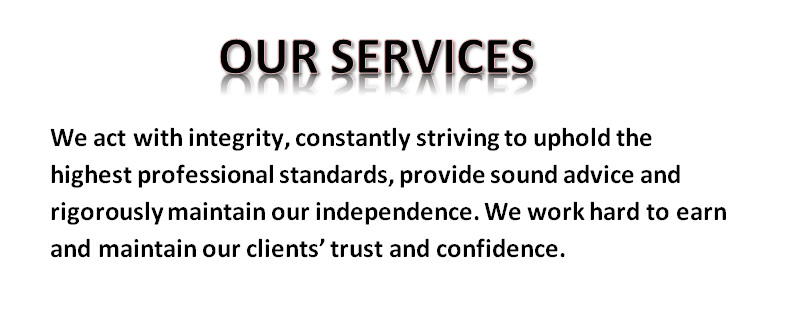 OUR SERVICES
We act with integrity, constantly striving to uphold the
highest professional standards, provide sound advice and
rigorously maintain our independence. We work hard to earn
and maintain our clients’ trust and confidence.